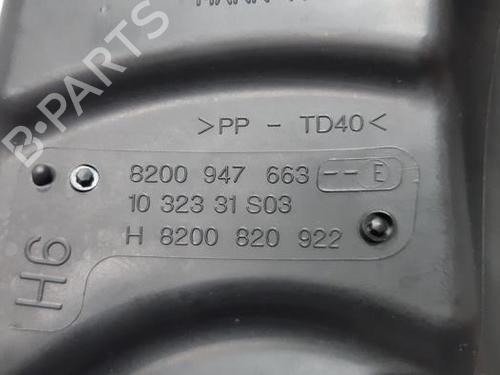 >PP - TD40<
8200 947 663 -- E
10 323 31 S03
H 8200 820 922
H6
B-PARTS